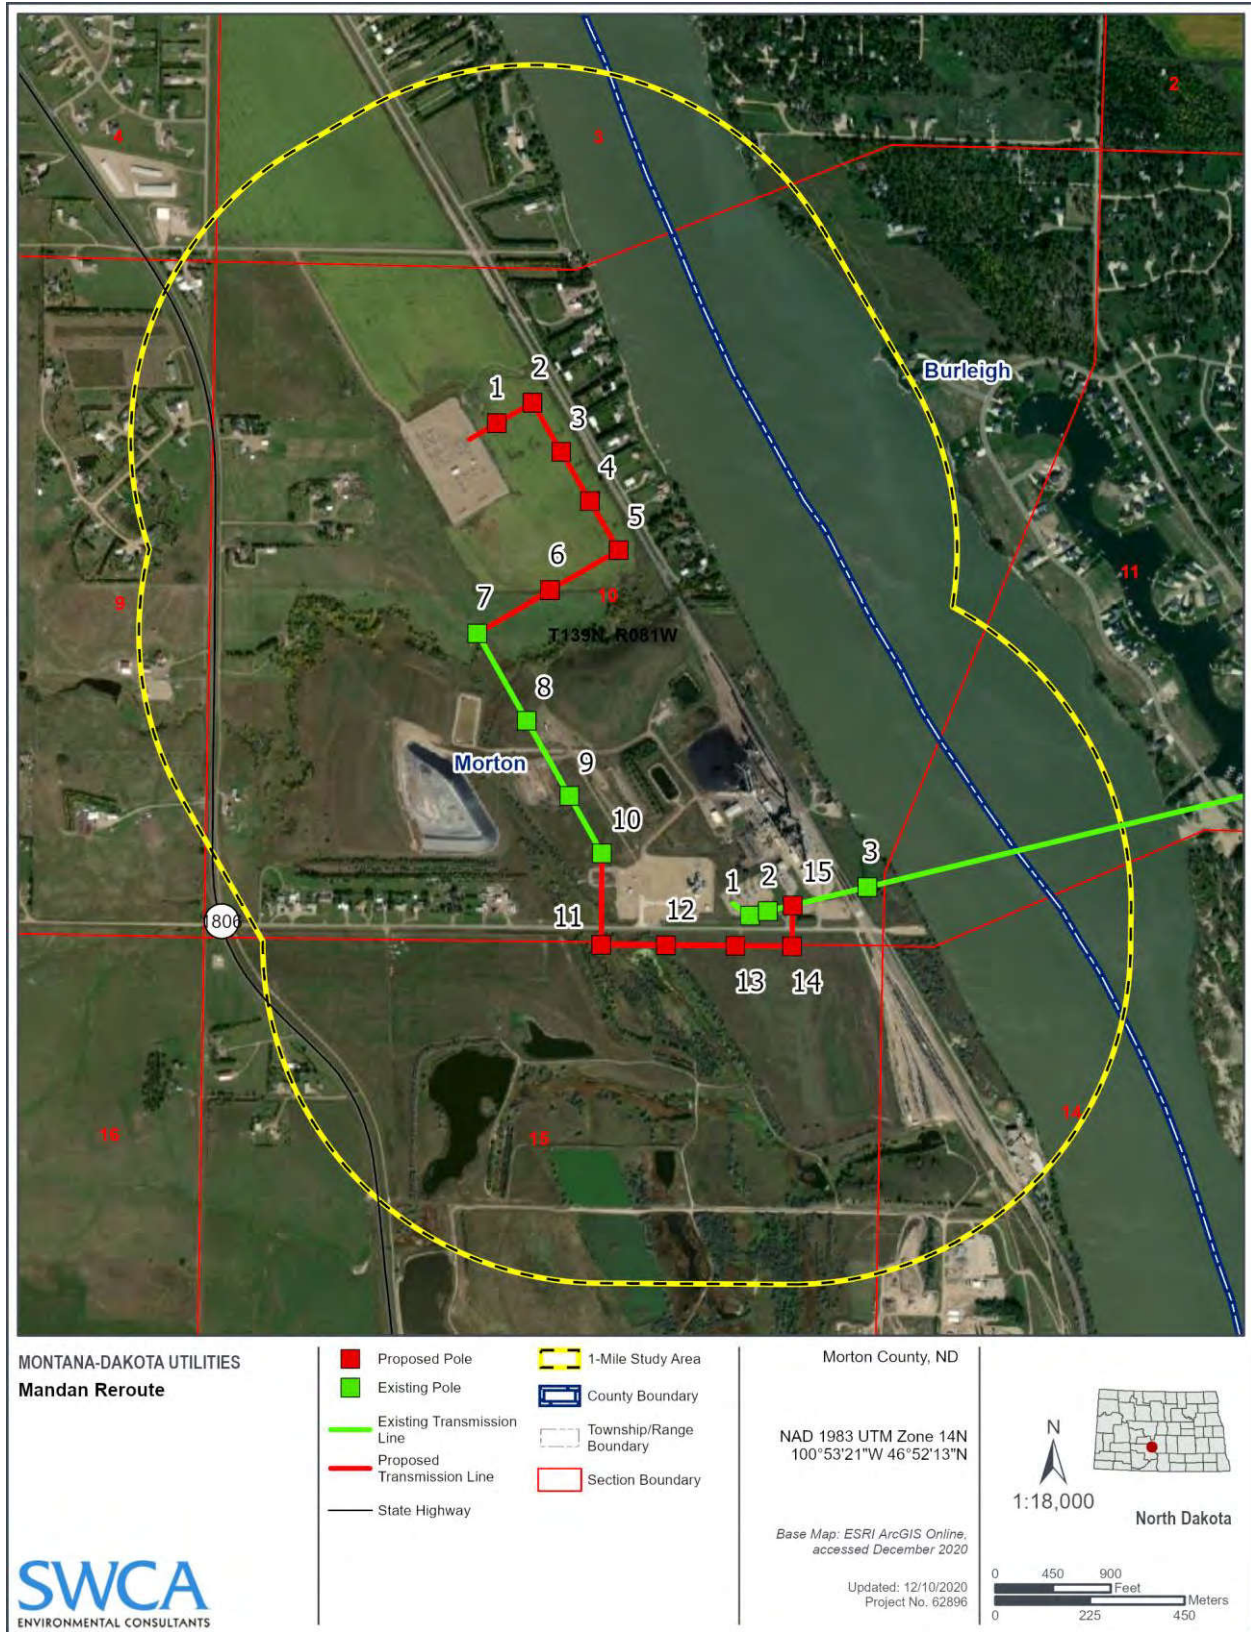 4
3
2
Burleigh
1
2
3
4
5
6
10
11
9
7
T139N, R081W
8
Morton
9
10
3
1
2
15
1806
11
12
13
14
14
16
15
MONTANA-DAKOTA UTILITIES
Mandan Reroute
SWCA
ENVIRONMENTAL CONSULTANTS
Proposed Pole
Existing Pole
Existing Transmission
Line
Proposed
Transmission Line
State Highway
1-Mile Study Area
County Boundary
Township/Range
Boundary
Section Boundary
Morton County, ND
NAD 1983 UTM Zone 14N
100°53'21"W 46°52'13"N
Base Map: ESRI ArcGIS Online,
accessed December 2020
Updated: 12/10/2020
Project No. 62896
N
1:18,000
North Dakota
0 450 900
Feet
Meters
0 225 450